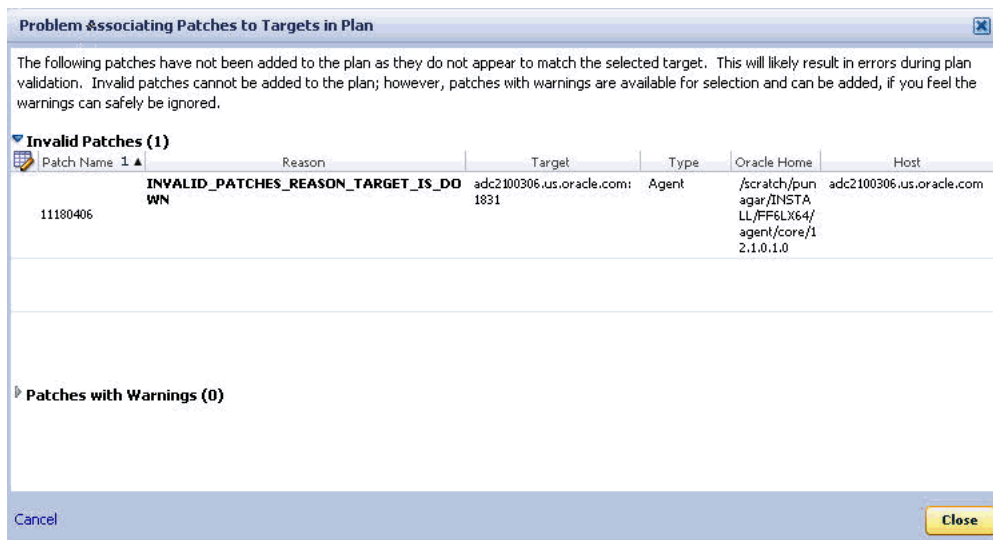 Problem Associating Patches to Targets in Plan
The following patches have not been added to the plan as they do not appear to match the selected target. This will likely result in errors during plan
validation. Invalid patches cannot be added to the plan; however, patches with warnings are available for selection and can be added, if you feel the
warnings can safely be ignored.
Invalid Patches (1)
Patch Name 1 Reason Target Type Oracle Home Host
INVALID_PATCHES_REASON_TARGET_IS_DO adc2100306.us.oracle.com: Agent /scratch/pun adc2100306.us.oracle.com
WN 1831 agar/INSTA
11180406 LL/FF6LX64/
agent/core/1
2.1.0.1.0
Patches with Warnings (0)
Cancel Close